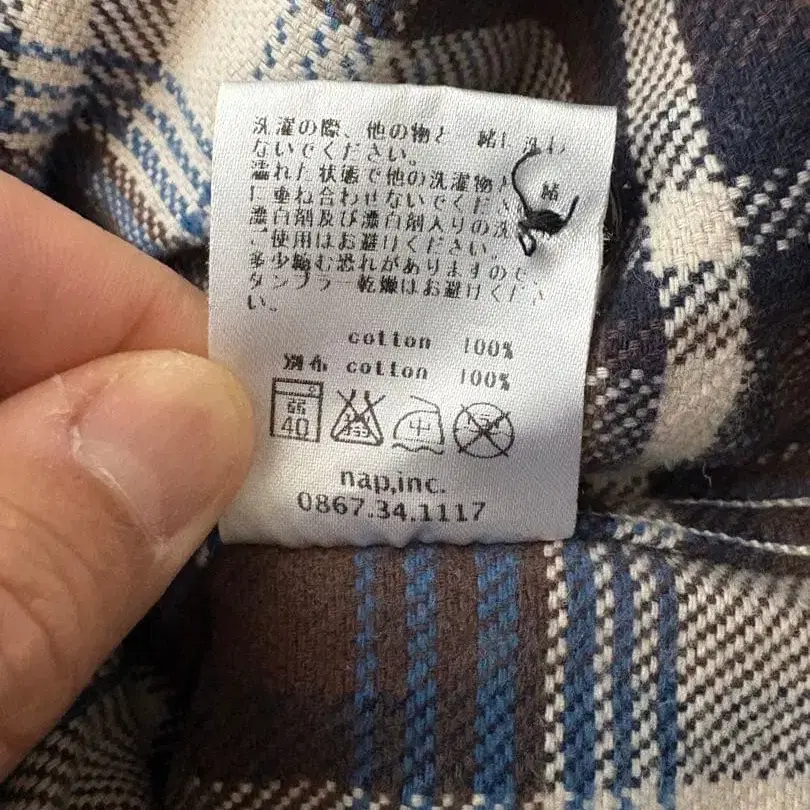 洗濯の際、他の物と一緒に洗わ
ないでください。
濡れた状態で他の洗濯物と 緒
に重ね合わせないでくださ
漂白剤及び漂白剤入りの洗
ご使用はお避けください。
多少縮む恐れがありますので
タンブラー乾燥はお避けくださ
い。
cotton 100%
別布 cotton 100%
弱
40
中
nap,inc.
0867.34.1117